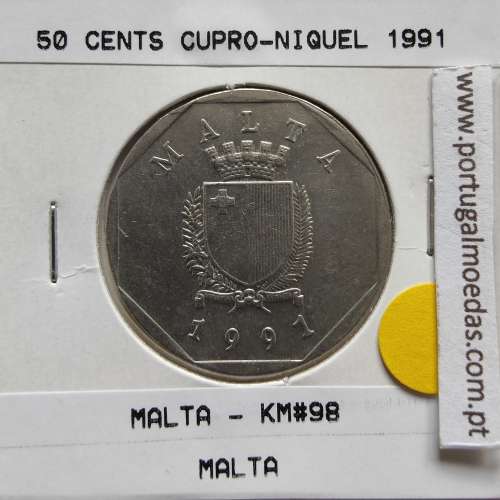 50 CENTS CUPRO-NIQUEL 1991
MALTA
1991
MALTA - KM#98
MALTA
www.portugalmoedas.com.pt